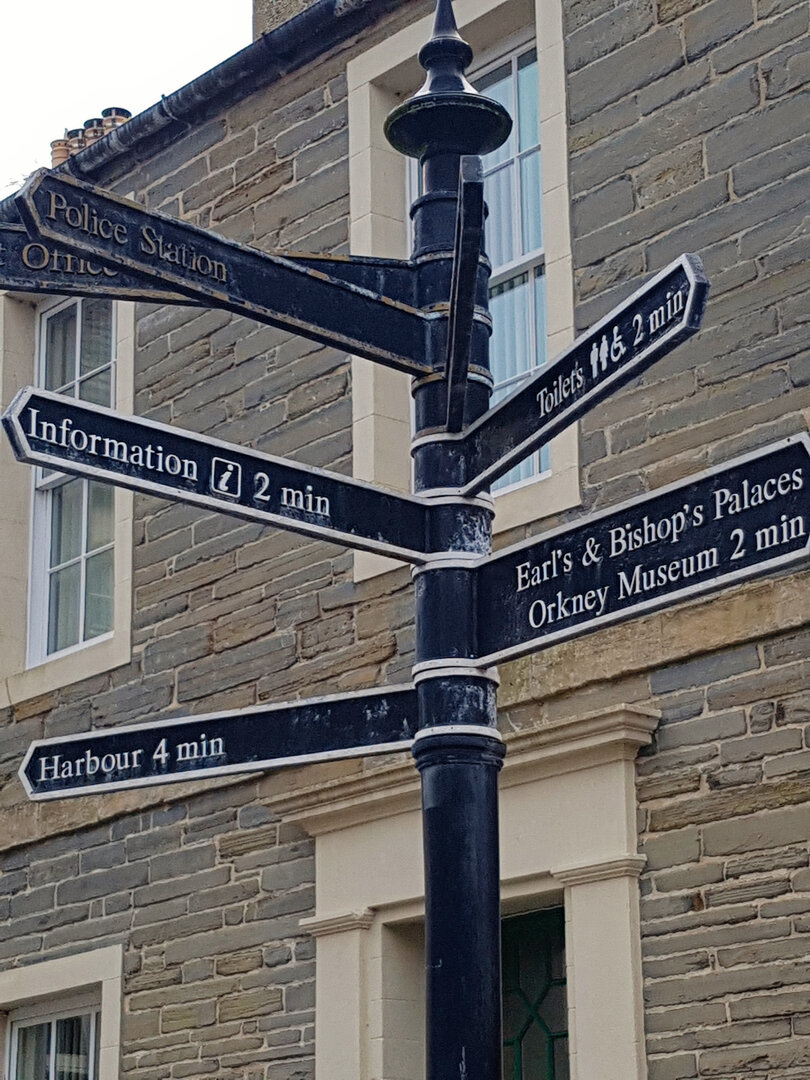 Police Station
Office
Toilets 2 min
Information i 2 min
Earl's & Bishop's Palaces
Orkney Museum 2 min
Harbour 4 min